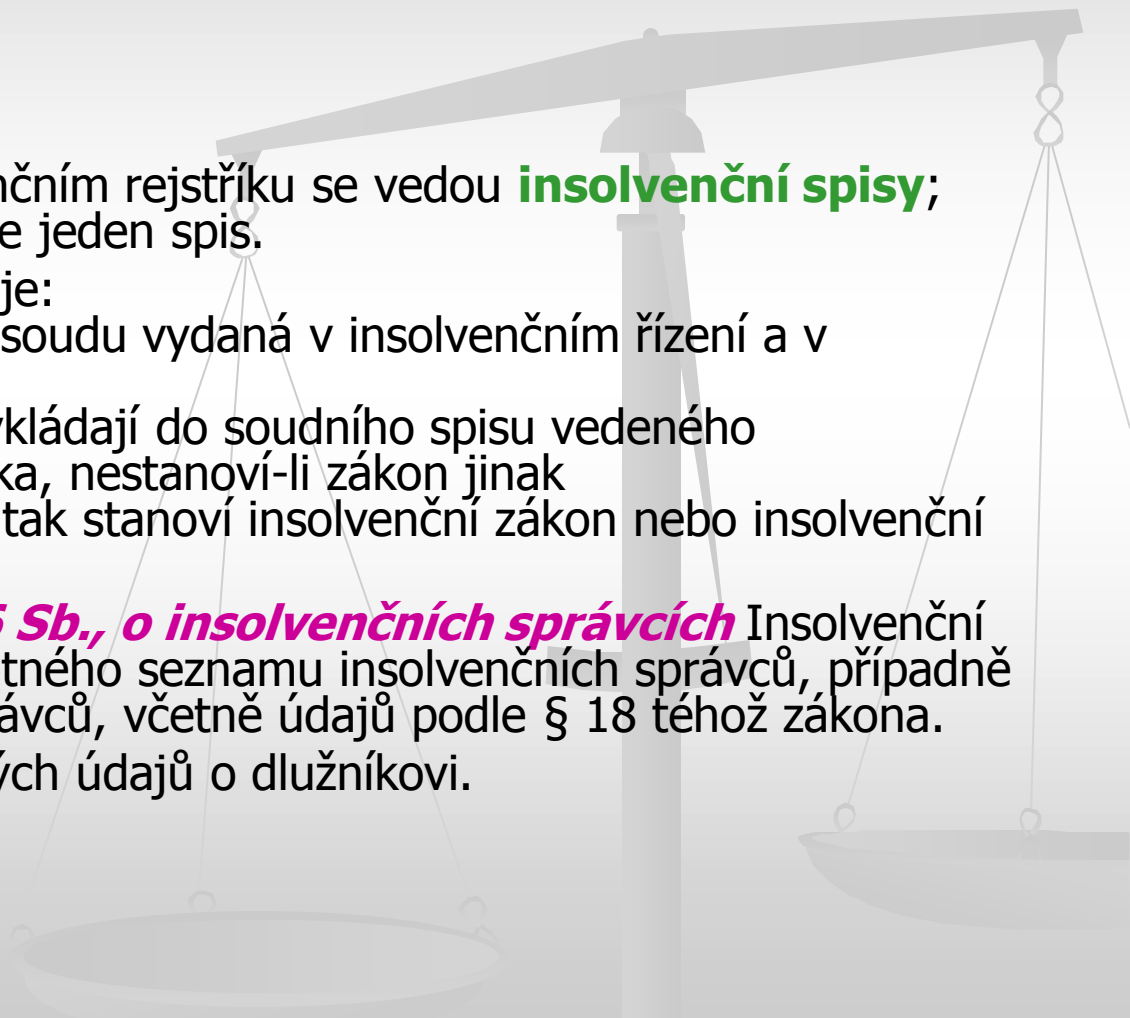 nčním rejstříku se vedou insolvenční spisy;
e jeden spis.
je:
soudu vydaná v insolvenčním řízení a v
kládají do soudního spisu vedeného
ka, nestanoví-li zákon jinak
tak stanoví insolvenční zákon nebo insolvenční
Sb., o insolvenčních správcích Insolvenční
tného seznamu insolvenčních správců, případně
ávců, včetně údajů podle § 18 téhož zákona.
ých údajů o dlužníkovi.